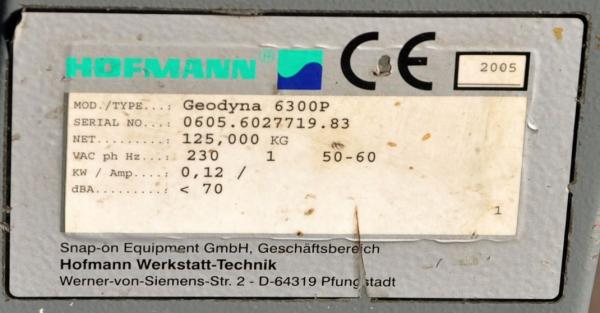 HOFMANN® CE 2005
MOD./TYPE...: Geodyna 6300P
SERIAL NO...: 0605.6027719.83
NET.........: 125,000 KG
VAC ph Hz...: 230 1 50-60
KW / Amp....: 0,12 /
dBA.........: < 70
1
Snap-on Equipment GmbH, Geschäftsbereich
Hofmann Werkstatt-Technik
Werner-von-Siemens-Str. 2 - D-64319 Pfungstadt